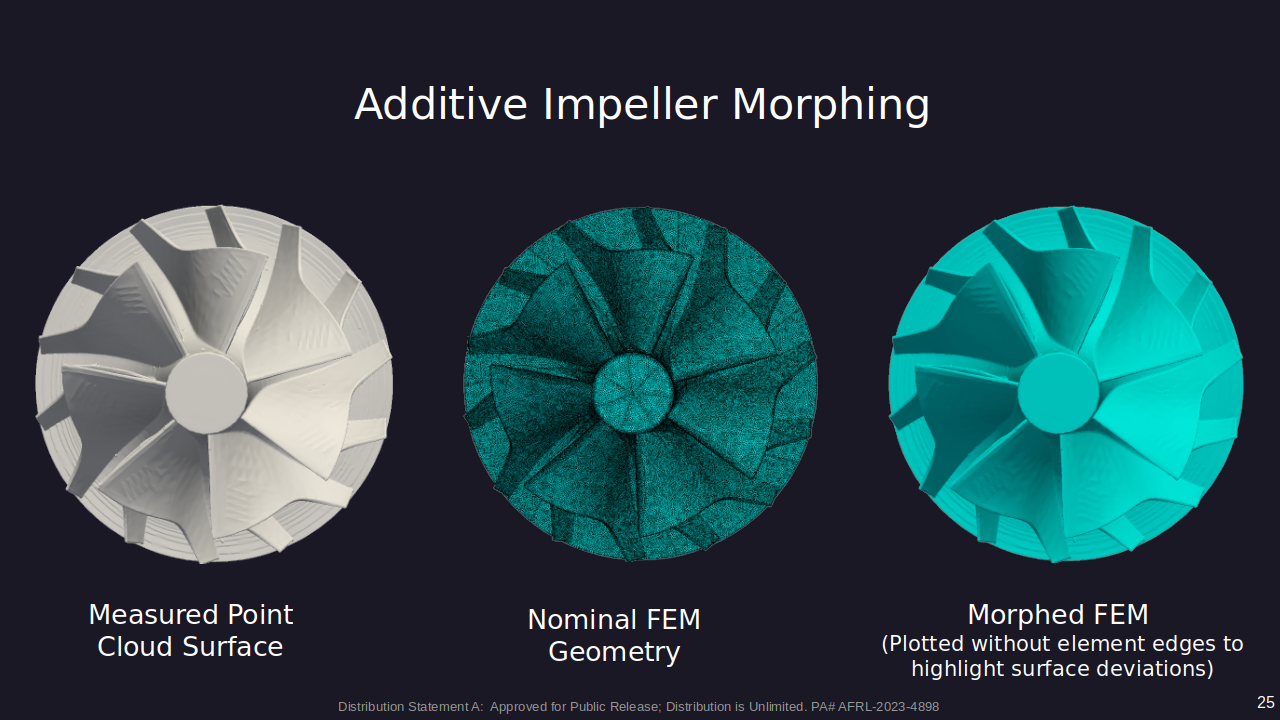 Additive Impeller Morphing
Measured Point
Cloud Surface
Nominal FEM
Geometry
Morphed FEM
(Plotted without element edges to
highlight surface deviations)
Distribution Statement A:  Approved for Public Release; Distribution is Unlimited. PA# AFRL-2023-4898
25